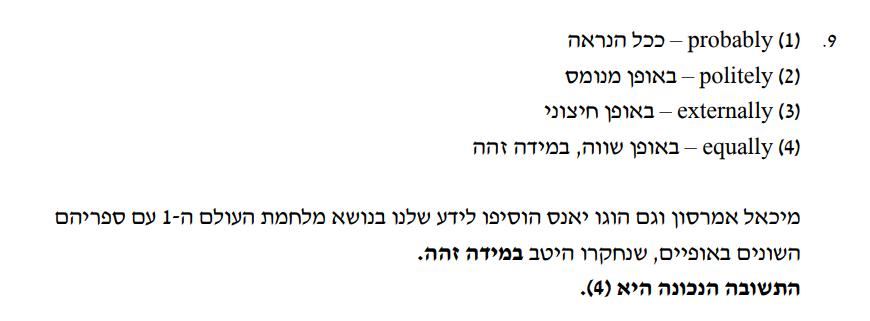 9. (1) probably – ככל הנראה
(2) politely – באופן מנומס
(3) externally – באופן חיצוני
(4) equally – באופן שווה, במידה זהה
מיכאל אמרסון וגם הוגו יאנס הוסיפו לידע שלנו בנושא מלחמת העולם ה-1 עם ספריהם
השונים באופיים, שנחקרו היטב במידה זהה.
התשובה הנכונה היא (4).